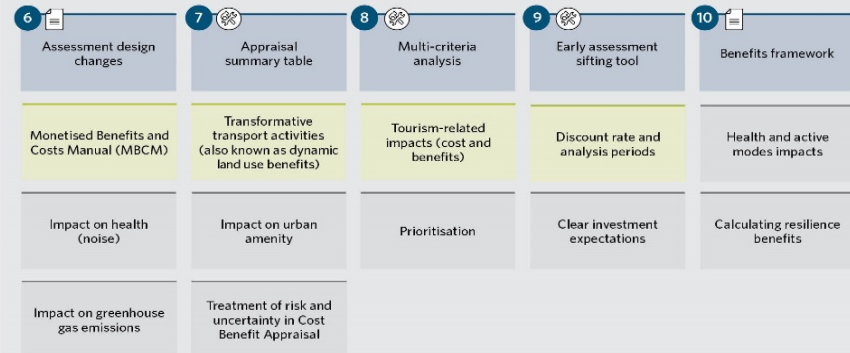 6
Assessment design
changes
7
Appraisal
summary table
8
Multi-criteria
analysis
9
Early assessment
sifting tool
10
Benefits framework
Monetised Benefits and
Costs Manual (MBCM)
Transformative
transport activities
(also known as dynamic
land use benefits)
Tourism-related
impacts (cost and
benefits)
Discount rate and
analysis periods
Health and active
modes impacts
Impact on health
(noise)
Impact on urban
amenity
Prioritisation
Clear investment
expectations
Calculating resilience
benefits
Impact on greenhouse
gas emissions
Treatment of risk and
uncertainty in Cost
Benefit Appraisal